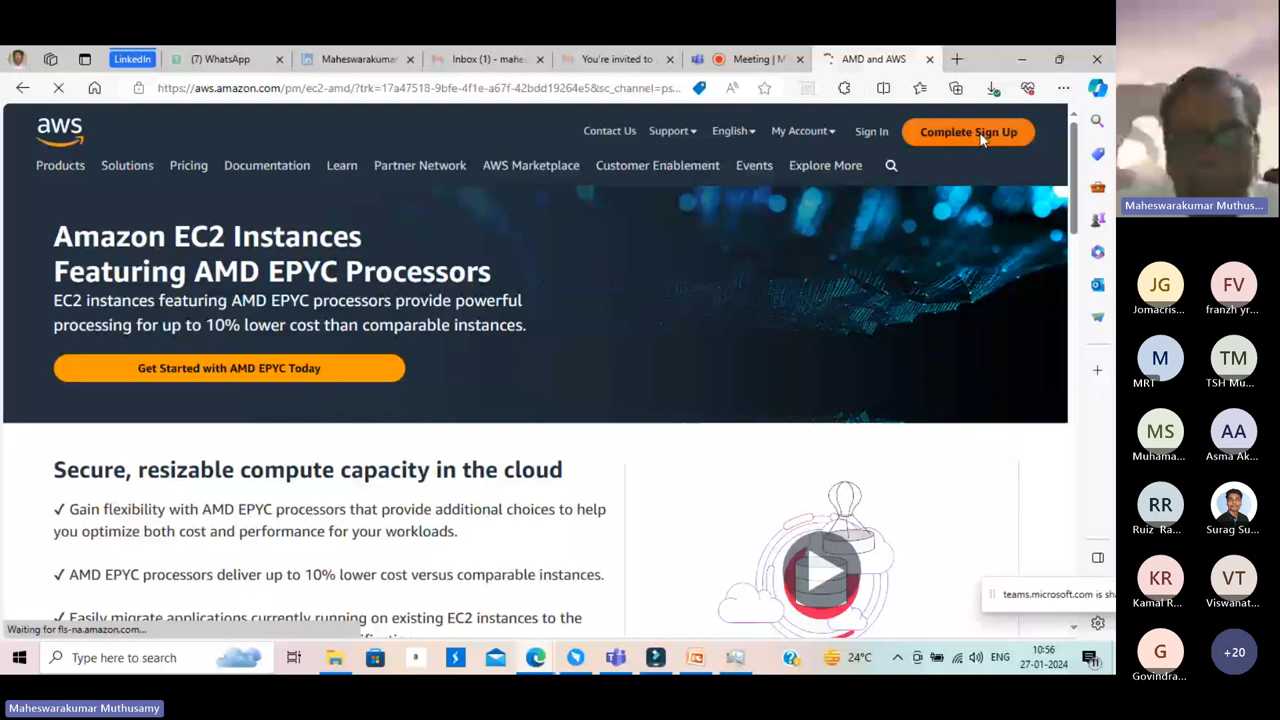 LinkedIn
(7) WhatsApp
Maheswarakumar
Inbox (1) - mahe
You're invited to
Meeting | M
AMD and AWS
https://aws.amazon.com/pm/ec2-amd/?trk=17a47518-9bfe-4f1e-a67f-42bdd19264e5&sc_channel=ps...
aws
Contact Us
Support
English
My Account
Sign In
Complete Sign Up
Products
Solutions
Pricing
Documentation
Learn
Partner Network
AWS Marketplace
Customer Enablement
Events
Explore More
Amazon EC2 Instances
Featuring AMD EPYC Processors
EC2 instances featuring AMD EPYC processors provide powerful
processing for up to 10% lower cost than comparable instances.
Get Started with AMD EPYC Today
Secure, resizable compute capacity in the cloud
✓ Gain flexibility with AMD EPYC processors that provide additional choices to help
you optimize both cost and performance for your workloads.
✓ AMD EPYC processors deliver up to 10% lower cost versus comparable instances.
✓ Easily migrate applications currently running on existing EC2 instances to the
teams.microsoft.com is sh
Waiting for fls-na.amazon.com...
Type here to search
24°C
ENG
10:56
27-01-2024
Maheswarakumar Muthusamy
Maheswarakumar Muthus...
JG
Jomacris...
FV
franzh yr...
M
MRT
TM
TSH Mu...
MS
Muhama...
AA
Asma Ak...
RR
Ruiz Ra...
Surag Su...
KR
Kamal R...
VT
Viswanat...
G
Govindra...
+20